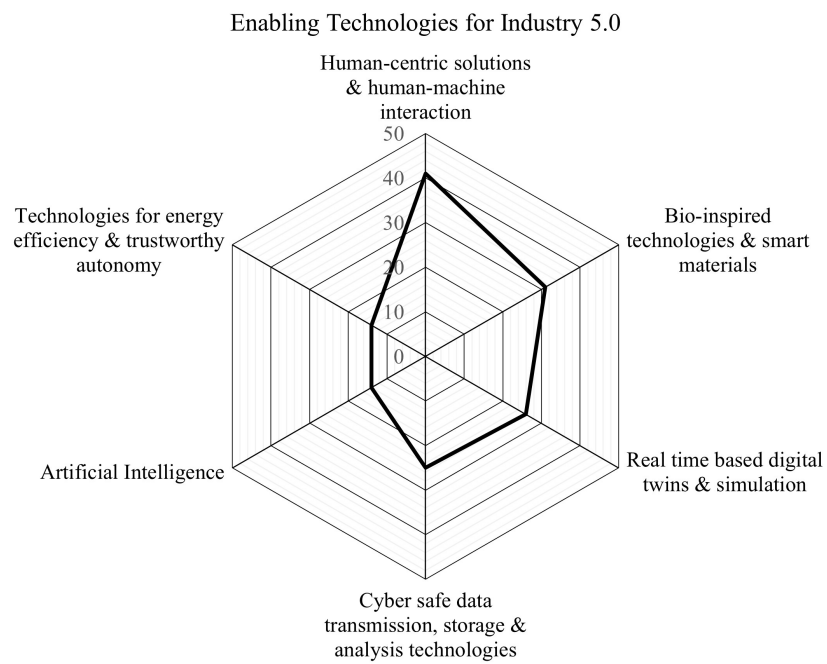 Enabling Technologies for Industry 5.0
Human-centric solutions
& human-machine
interaction
50
40
30
20
10
0
Technologies for energy
efficiency & trustworthy
autonomy
Bio-inspired
technologies & smart
materials
Artificial Intelligence
Real time based digital
twins & simulation
Cyber safe data
transmission, storage &
analysis technologies